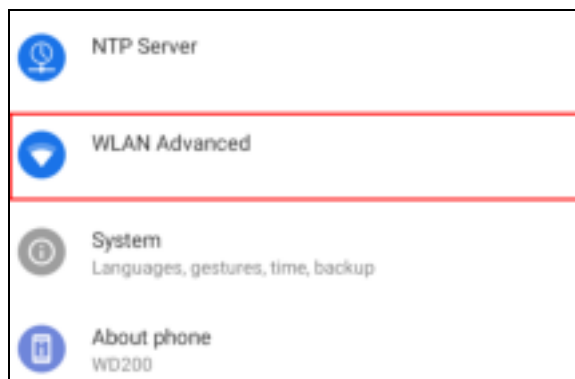 NTP Server
WLAN Advanced
System
Languages, gestures, time, backup
About phone
WD200